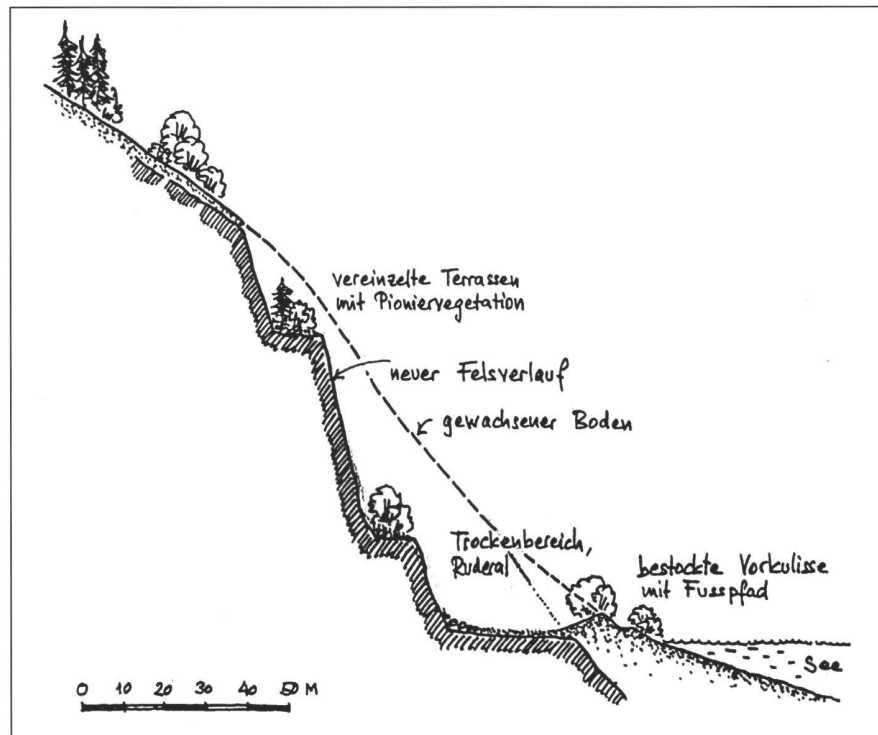 vereinzelte Terrassen
mit Pioniervegetation
neuer Felsverlauf
gewachsener Boden
Trockenbereich,
Ruderal
bestockte Vorkulisse
mit Fusspfad
See
0 10 20 30 40 50 M